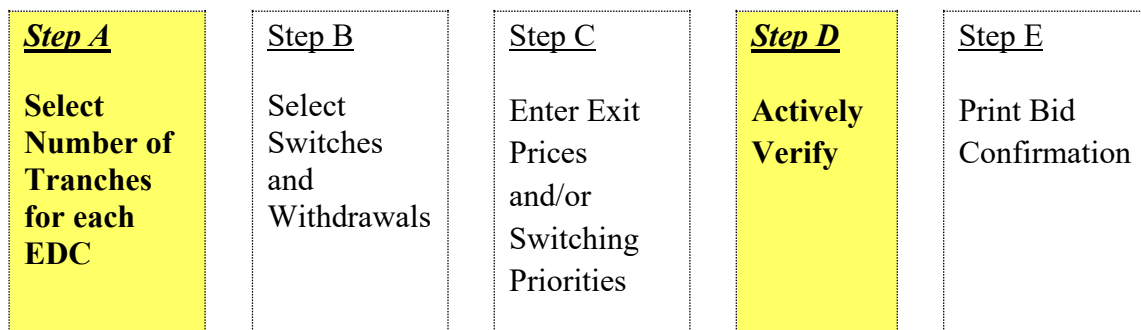 Step A
Select
Number of
Tranches
for each
EDC
Step B
Select
Switches
and
Withdrawals
Step C
Enter Exit
Prices
and/or
Switching
Priorities
Step D
Actively
Verify
Step E
Print Bid
Confirmation